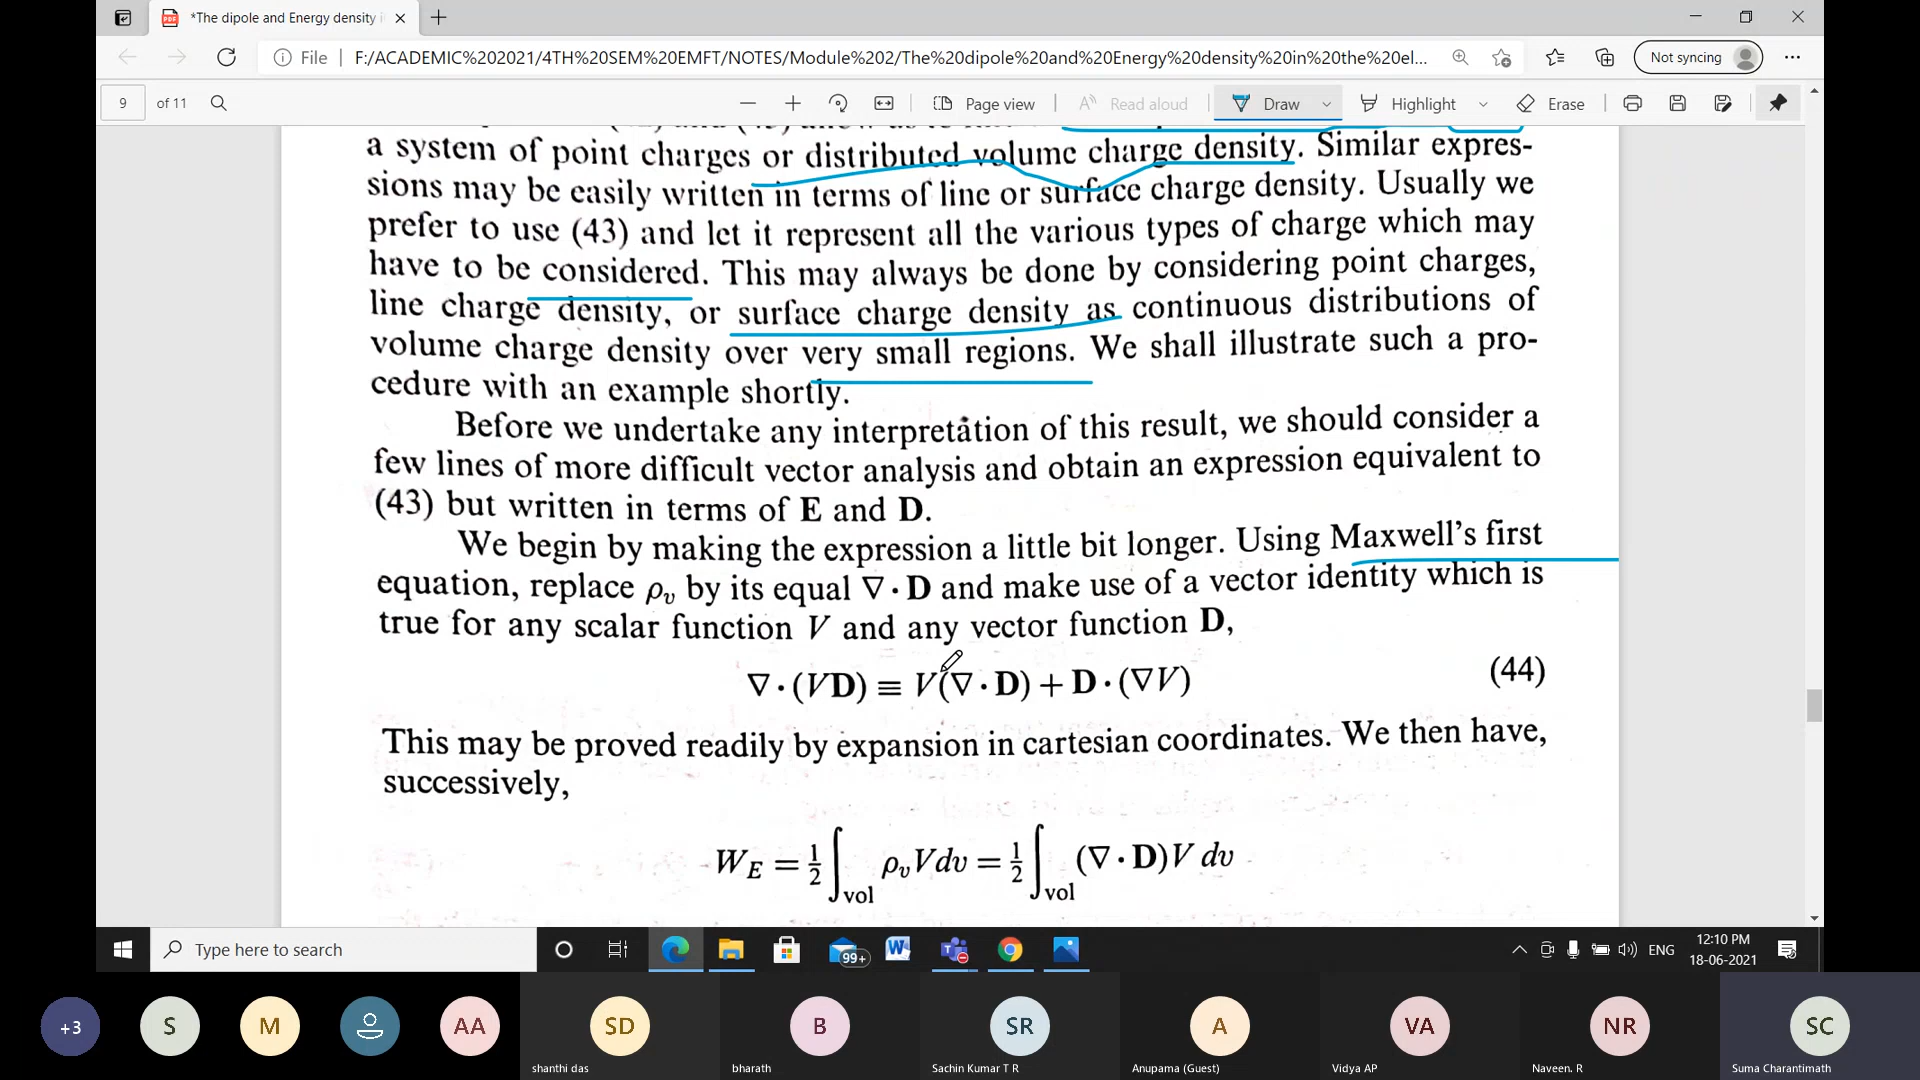 *The dipole and Energy density i
File F:/ACADEMIC%202021/4TH%20SEM%20EMFT/NOTES/Module%202/The%20dipole%20and%20Energy%20density%20in%20the%20el...
Not syncing
9 of 11
Page view
Read aloud
Draw
Highlight
Erase
a system of point charges or distributed volume charge density. Similar expres-
sions may be easily written in terms of line or surface charge density. Usually we
prefer to use (43) and let it represent all the various types of charge which may
have to be considered. This may always be done by considering point charges,
line charge density, or surface charge density as continuous distributions of
volume charge density over very small regions. We shall illustrate such a pro-
cedure with an example shortly.
Before we undertake any interpretation of this result, we should consider a
few lines of more difficult vector analysis and obtain an expression equivalent to
(43) but written in terms of E and D.
We begin by making the expression a little bit longer. Using Maxwell's first
equation, replace ρv by its equal ∇ · D and make use of a vector identity which is
true for any scalar function V and any vector function D,
∇ · (VD) ≡ V(∇ · D) + D · (∇V) (44)
This may be proved readily by expansion in cartesian coordinates. We then have,
successively,
W_E = ½ ∫vol ρv V dv = ½ ∫vol (∇ · D)V dv
Type here to search
99+
ENG
12:10 PM
18-06-2021
+3
S
M
AA
SD
B
SR
A
VA
NR
SC
shanthi das
bharath
Sachin Kumar T R
Anupama (Guest)
Vidya AP
Naveen. R
Suma Charantimath